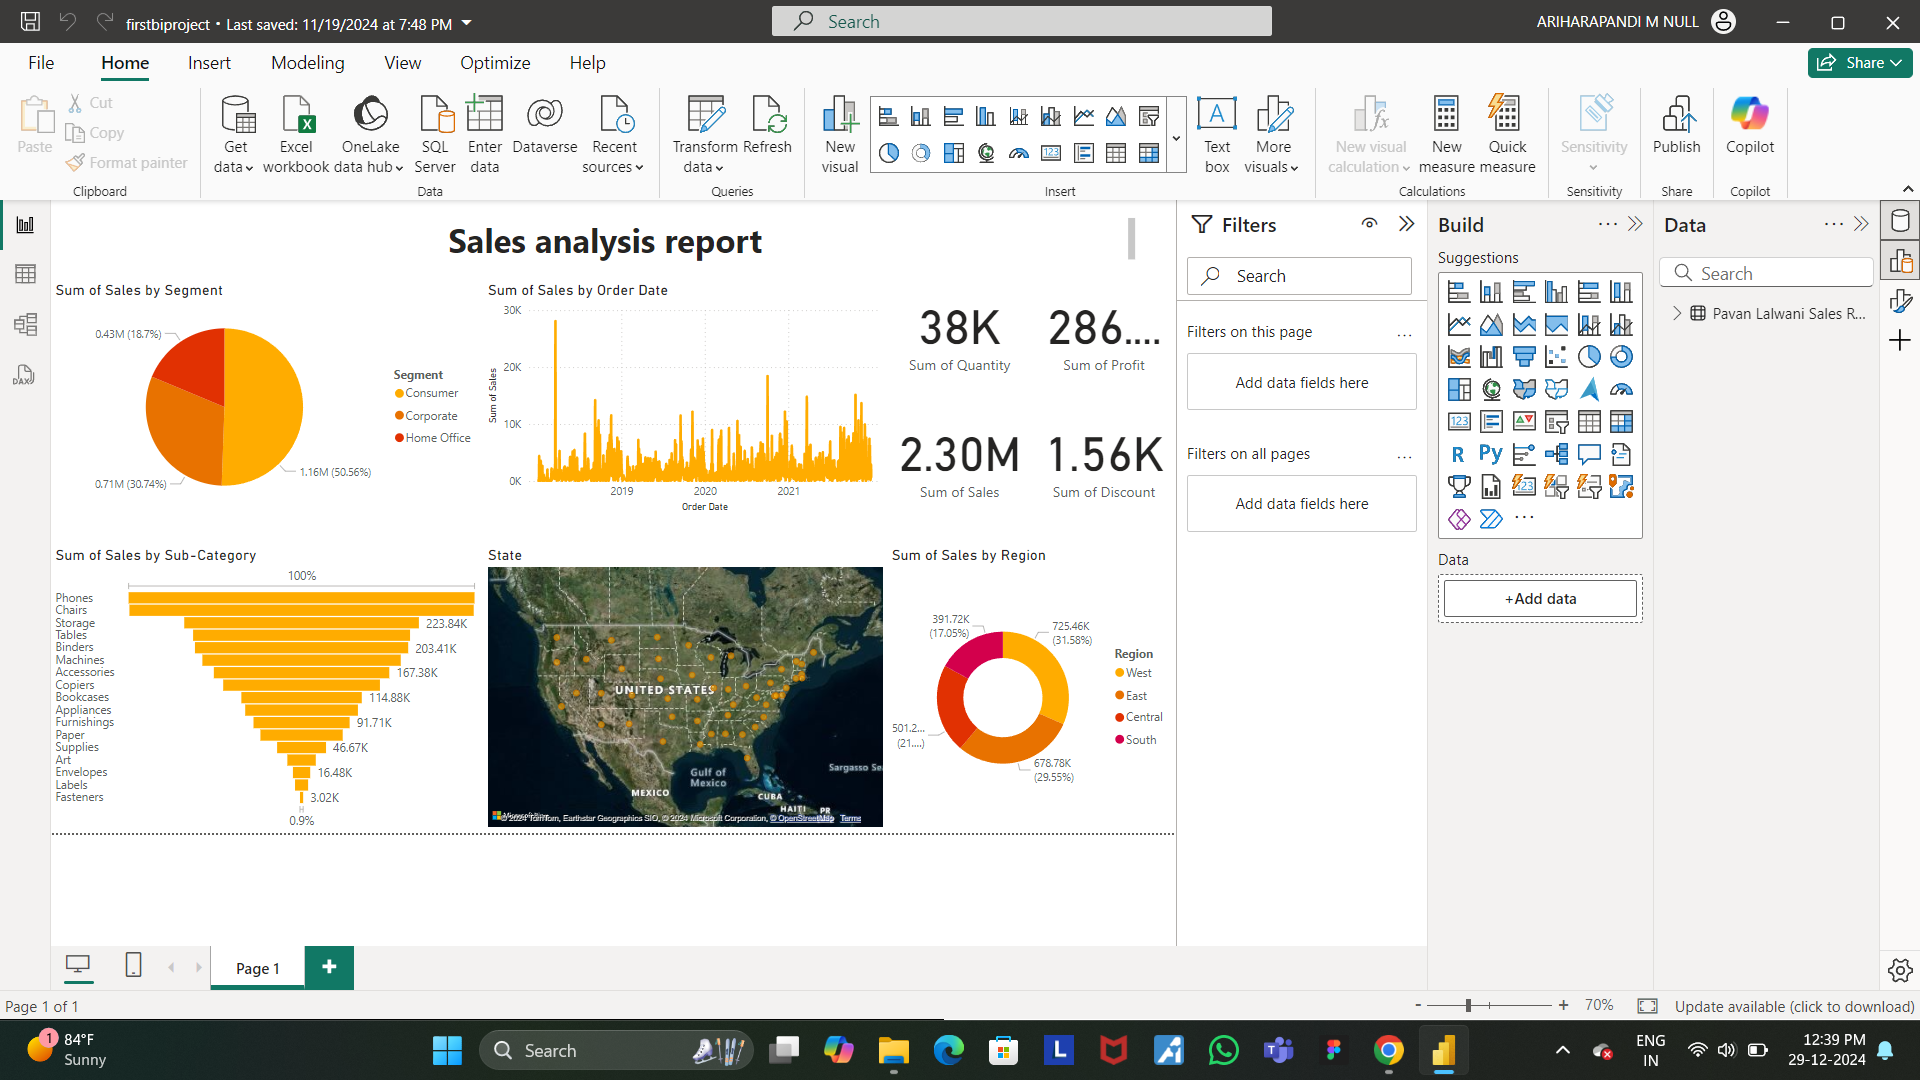 firstbiproject • Last saved: 11/19/2024 at 7:48 PM
Search
ARIHARAPANDI M NULL
File
Home
Insert
Modeling
View
Optimize
Help
Share
Paste
Cut
Copy
Format painter
Clipboard
Get data
Excel workbook
OneLake data hub
SQL Server
Enter data
Dataverse
Recent sources
Data
Transform data
Refresh
Queries
New visual
Text box
More visuals
Insert
New visual calculation
New measure
Quick measure
Calculations
Sensitivity
Sensitivity
Publish
Share
Copilot
Copilot
Sales analysis report
Sum of Sales by Segment
0.43M (18.7%)
0.71M (30.74%)
1.16M (50.56%)
Segment
Consumer
Corporate
Home Office
Sum of Sales by Order Date
Sum of Sales
30K
20K
10K
0K
2019
2020
2021
Order Date
38K
Sum of Quantity
286....
Sum of Profit
2.30M
Sum of Sales
1.56K
Sum of Discount
Sum of Sales by Sub-Category
100%
Phones
Chairs
Storage
223.84K
Tables
Binders
203.41K
Machines
Accessories
167.38K
Copiers
Bookcases
114.88K
Appliances
Furnishings
91.71K
Paper
Supplies
46.67K
Art
Envelopes
16.48K
Labels
Fasteners
3.02K
0.9%
State
UNITED STATES
Gulf of
Mexico
Sargasso Se
MEXICO
CUBA
HAITI
PR
© 2024 TomTom, Earthstar Geographics SIO, © 2024 Microsoft Corporation, © OpenStreetMap Terms
Sum of Sales by Region
391.72K
(17.05%)
725.46K
(31.58%)
501.2...
(21....)
678.78K
(29.55%)
Region
West
East
Central
South
Filters
Search
Filters on this page
Add data fields here
Filters on all pages
Add data fields here
Build
Suggestions
R
Py
123
Data
+Add data
Data
Search
Pavan Lalwani Sales R...
DAX
Page 1
Page 1 of 1
- + 70%
Update available (click to download)
1
84°F
Sunny
Search
L
ENG
IN
12:39 PM
29-12-2024